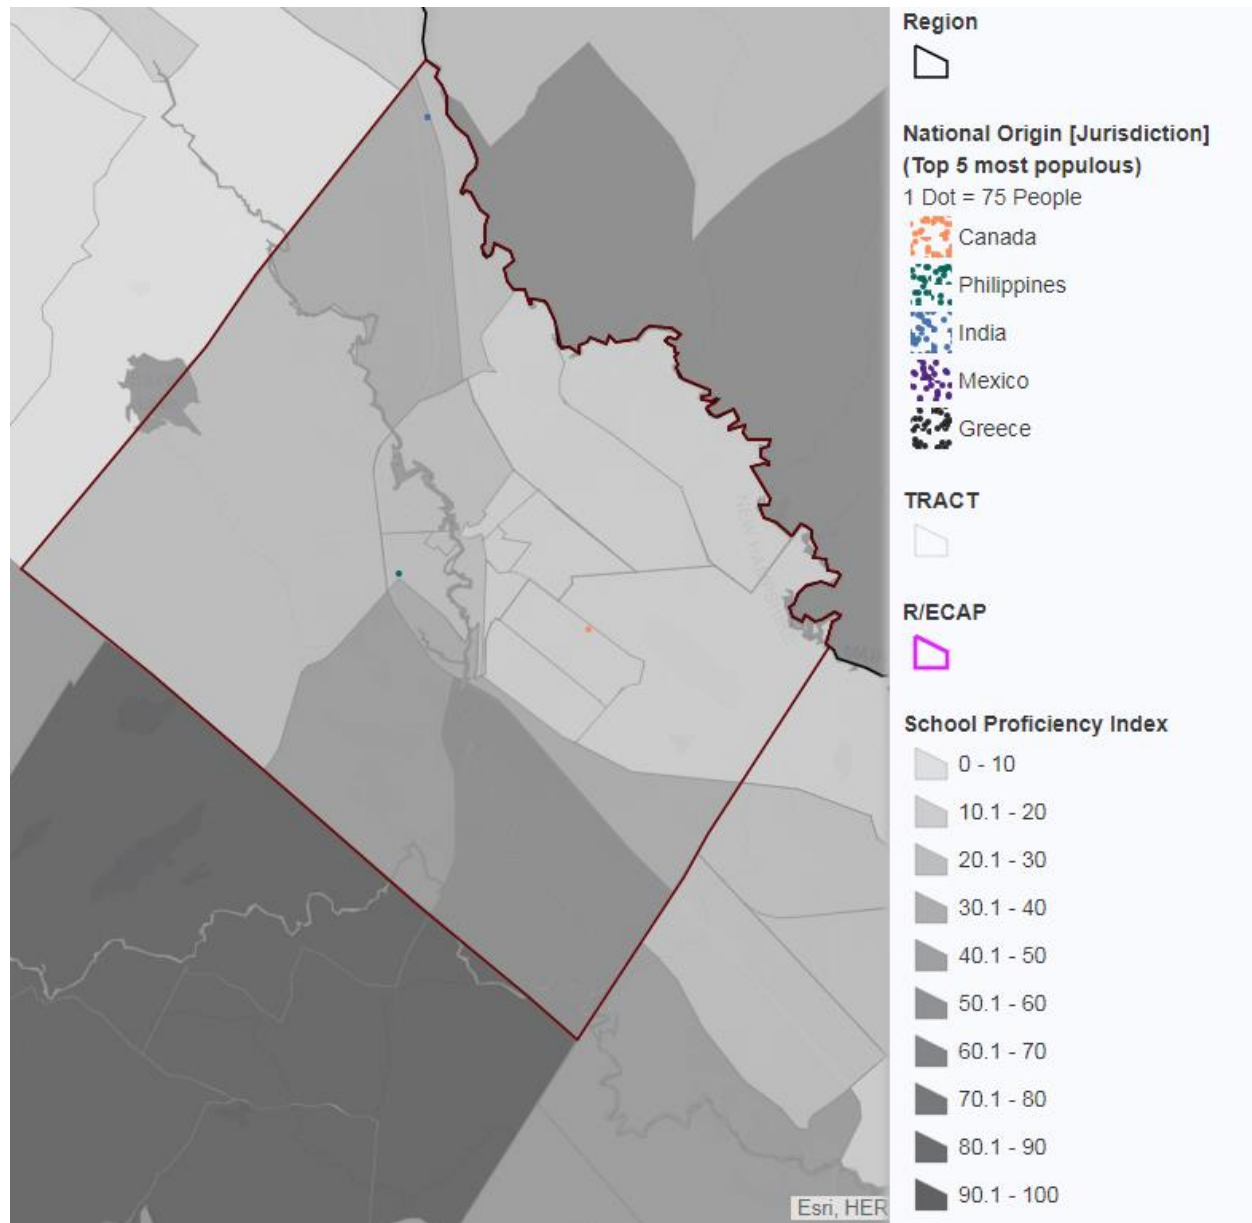 Region
National Origin [Jurisdiction]
(Top 5 most populous)
1 Dot = 75 People
Canada
Philippines
India
Mexico
Greece
TRACT
R/ECAP
School Proficiency Index
0 - 10
10.1 - 20
20.1 - 30
30.1 - 40
40.1 - 50
50.1 - 60
60.1 - 70
70.1 - 80
80.1 - 90
90.1 - 100
Esri, HER